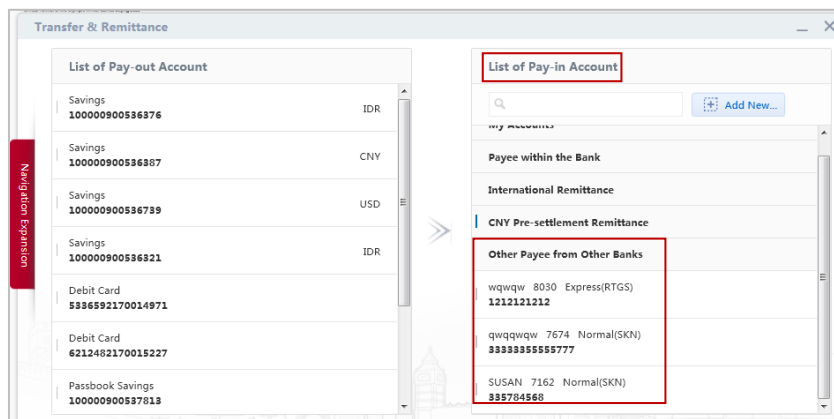 Transfer & Remittance
List of Pay-out Account
Savings
100000900536376
IDR
Savings
100000900536387
CNY
Savings
100000900536739
USD
Savings
100000900536321
IDR
Debit Card
5336592170014971
Debit Card
6212482170015227
Passbook Savings
100000900537813
Navigation Expansion
List of Pay-in Account
Add New...
My Accounts
Payee within the Bank
International Remittance
CNY Pre-settlement Remittance
Other Payee from Other Banks
wqwqw 8030 Express(RTGS)
1212121212
qwqqwqw 7674 Normal(SKN)
33333355555777
SUSAN 7162 Normal(SKN)
335784568